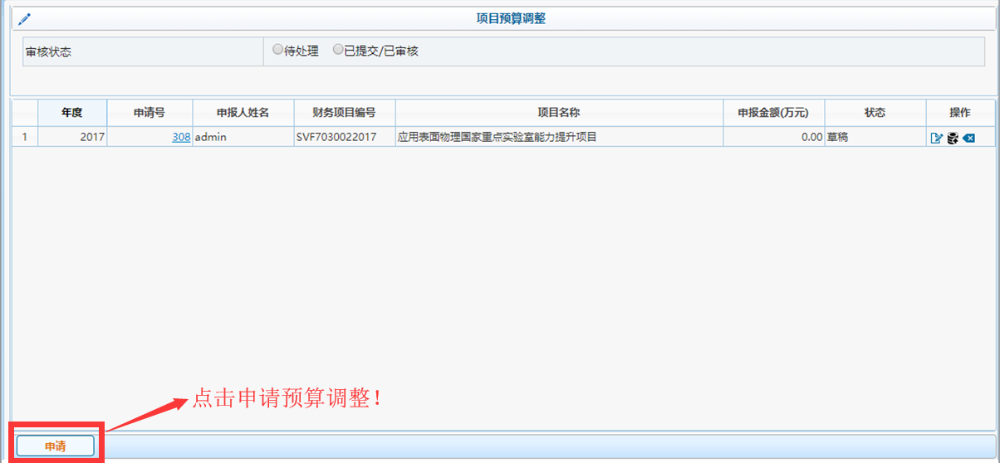 项目预算调整
审核状态 待处理 已提交/已审核
年度 申请号 申报人姓名 财务项目编号 项目名称 申报金额(万元) 状态 操作
1 2017 308 admin SVF7030022017 应用表面物理国家重点实验室能力提升项目 0.00 草稿
点击申请预算调整！
申请